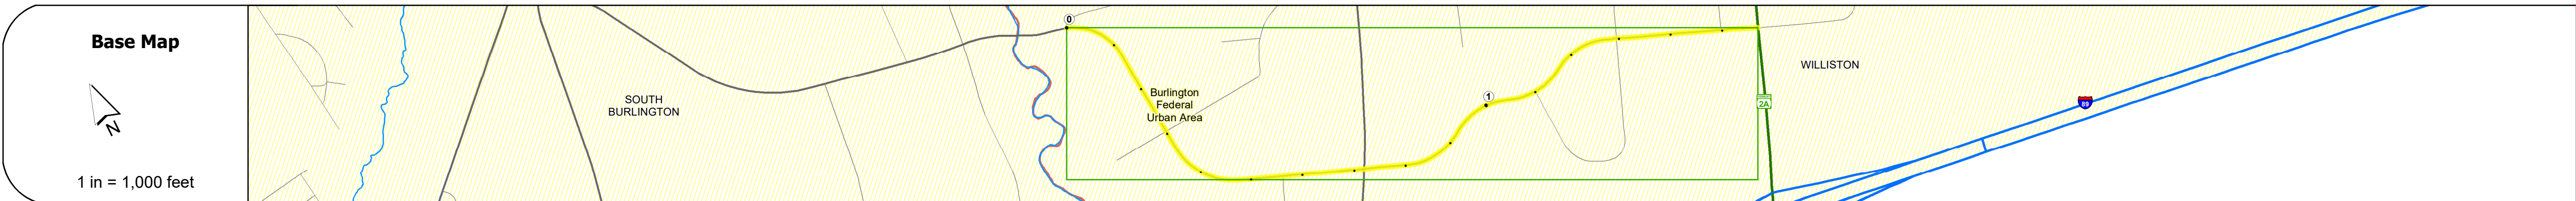 Base Map
N
1 in = 1,000 feet
SOUTH
BURLINGTON
0
Burlington
Federal
Urban Area
1
2A
WILLISTON
89